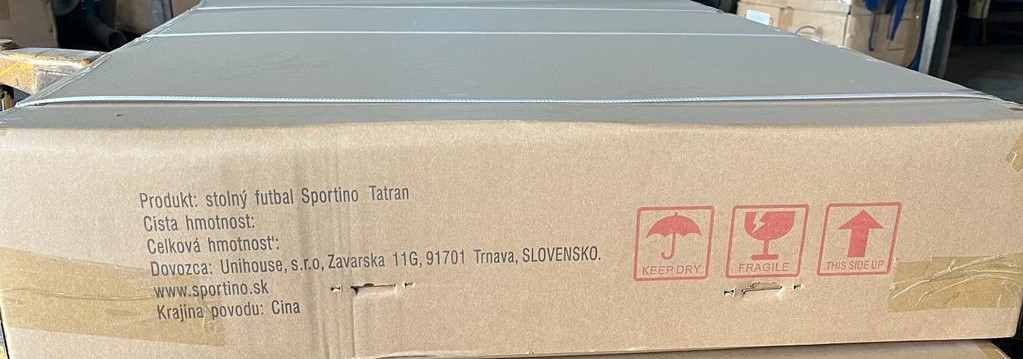 Produkt: stolný futbal Sportino Tatran
Cista hmotnost:
Celková hmotnosť:
Dovozca: Unihouse, s.r.o, Zavarska 11G, 91701 Trnava, SLOVENSKO.
www.sportino.sk
Krajina povodu: Cina
KEEP DRY
FRAGILE
THIS SIDE UP